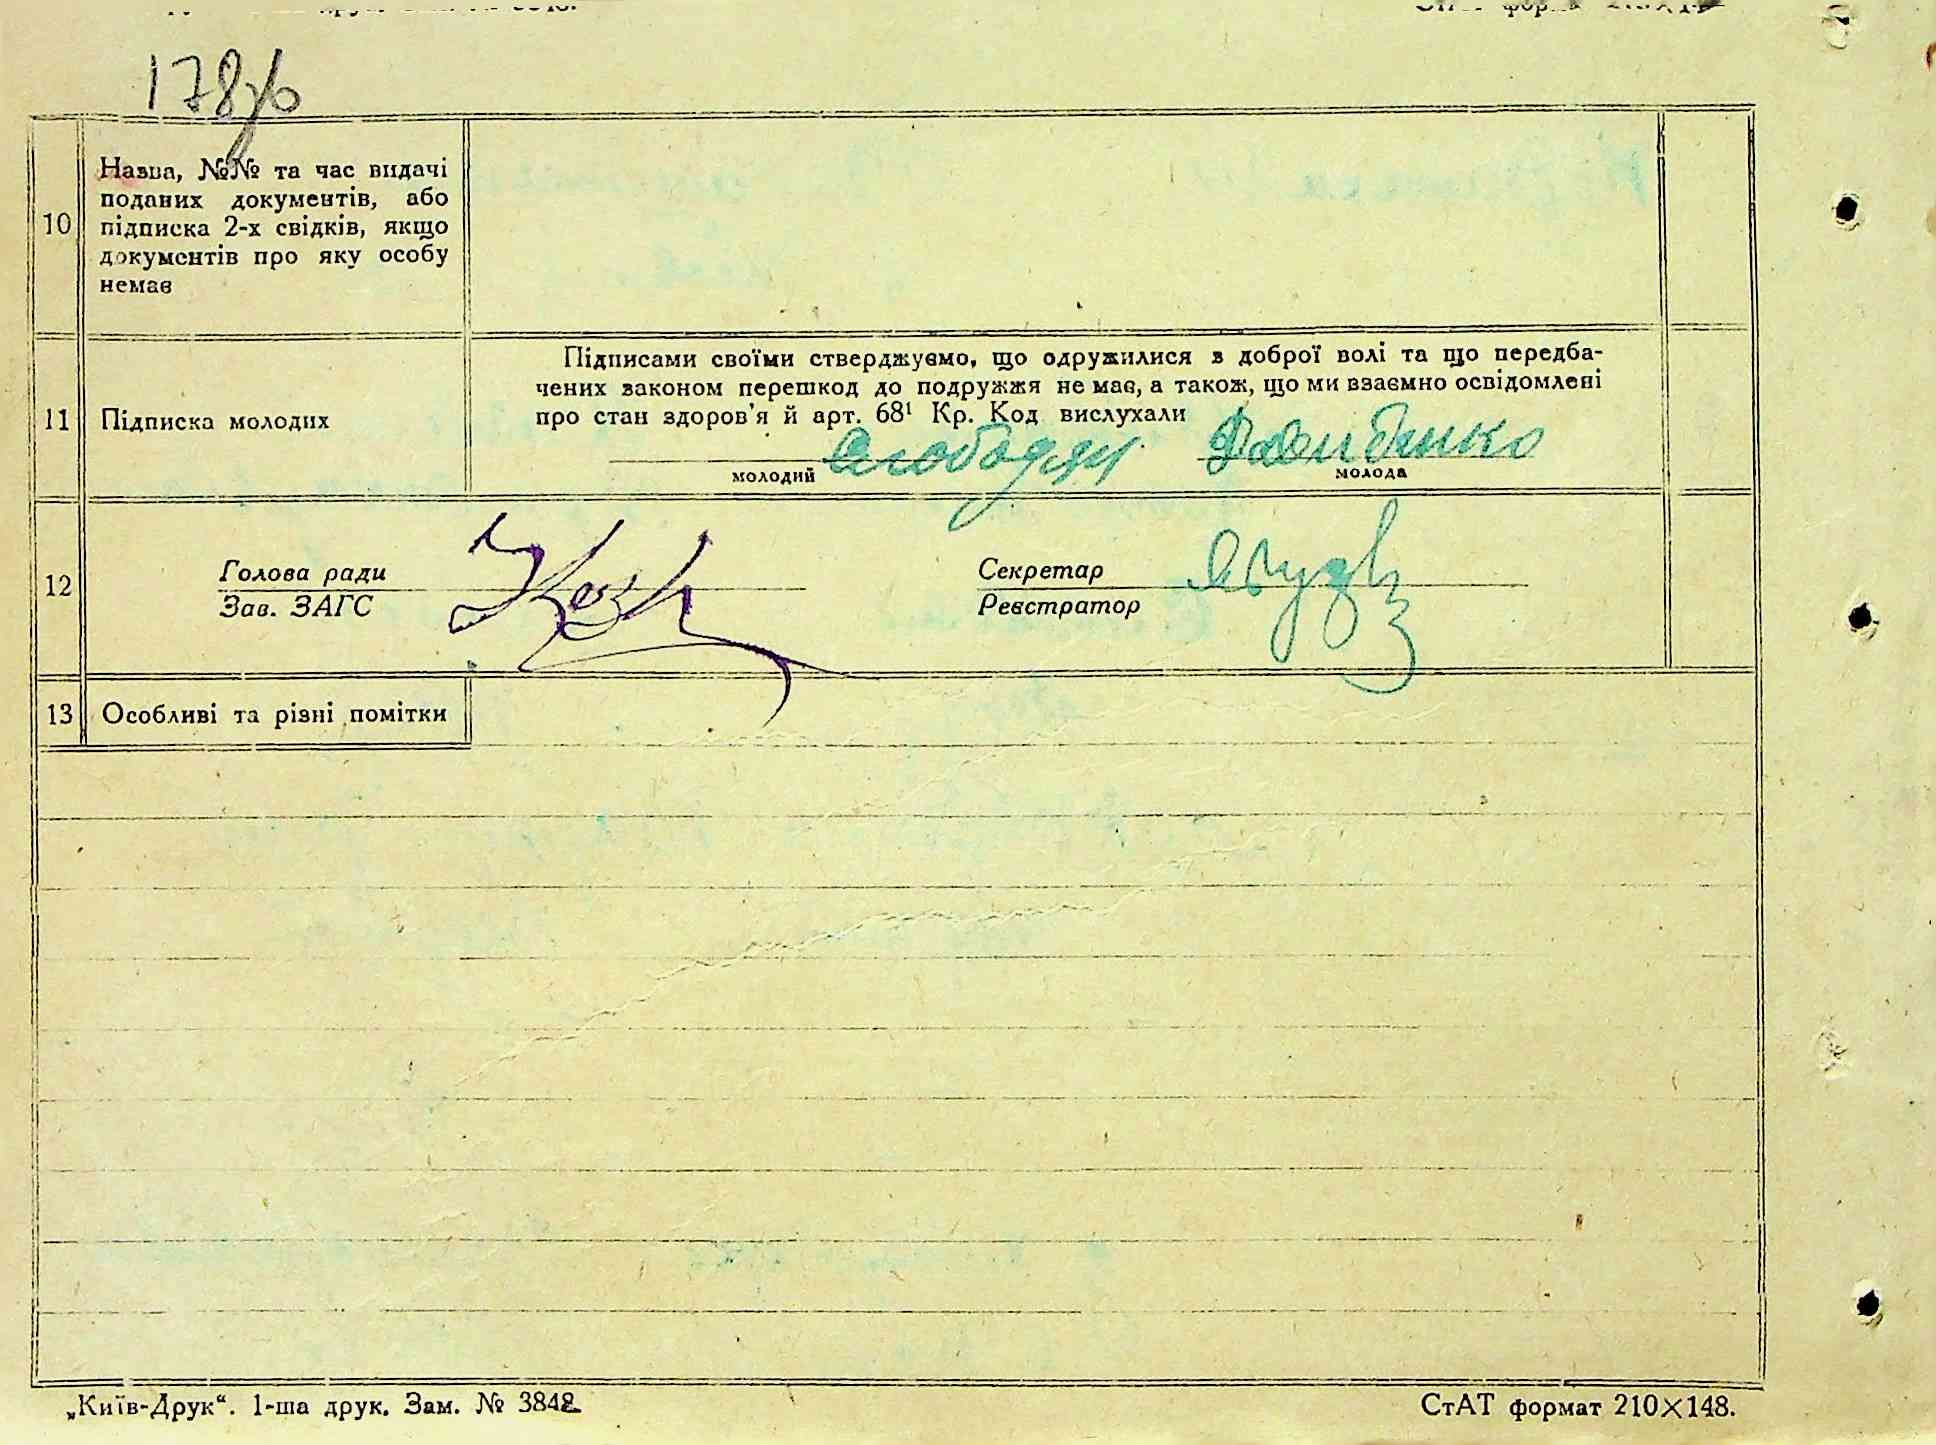 178
10
Назва, №№ та час видачі
поданих документів, або
підписка 2-х свідків, якщо
документів про яку особу
немає
11
Підписка молодих
Підписами своїми стверджуємо, що одружилися з доброї волі та що передба-
чених законом перешкод до подружжя не має, а також, що ми взаємно освідомлені
про стан здоров'я й арт. 68¹ Кр. Код вислухали
молодий
молода
12
Голова ради
Зав. ЗАГС
Секретар
Реєстратор
13
Особливі та різні помітки
„Київ-Друк“. 1-ша друк. Зам. № 3842
СтАТ формат 210×148.